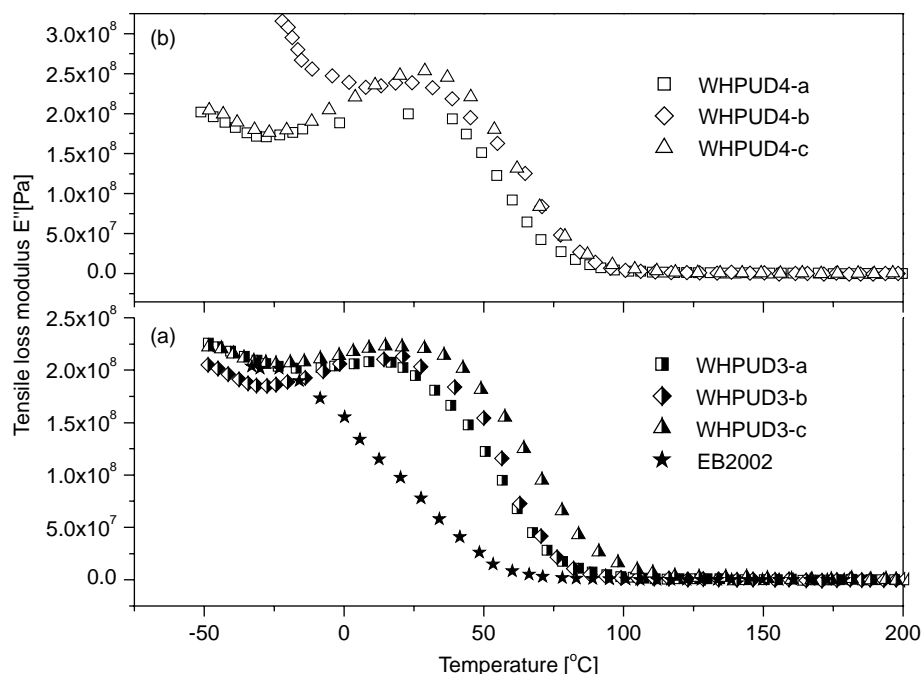 (b)
3.0x10⁸
2.5x10⁸
2.0x10⁸
1.5x10⁸
1.0x10⁸
5.0x10⁷
0.0
WHPUD4-a
WHPUD4-b
WHPUD4-c
Tensile loss modulus E''[Pa]
(a)
2.5x10⁸
2.0x10⁸
1.5x10⁸
1.0x10⁸
5.0x10⁷
0.0
WHPUD3-a
WHPUD3-b
WHPUD3-c
EB2002
-50 0 50 100 150 200
Temperature [°C]